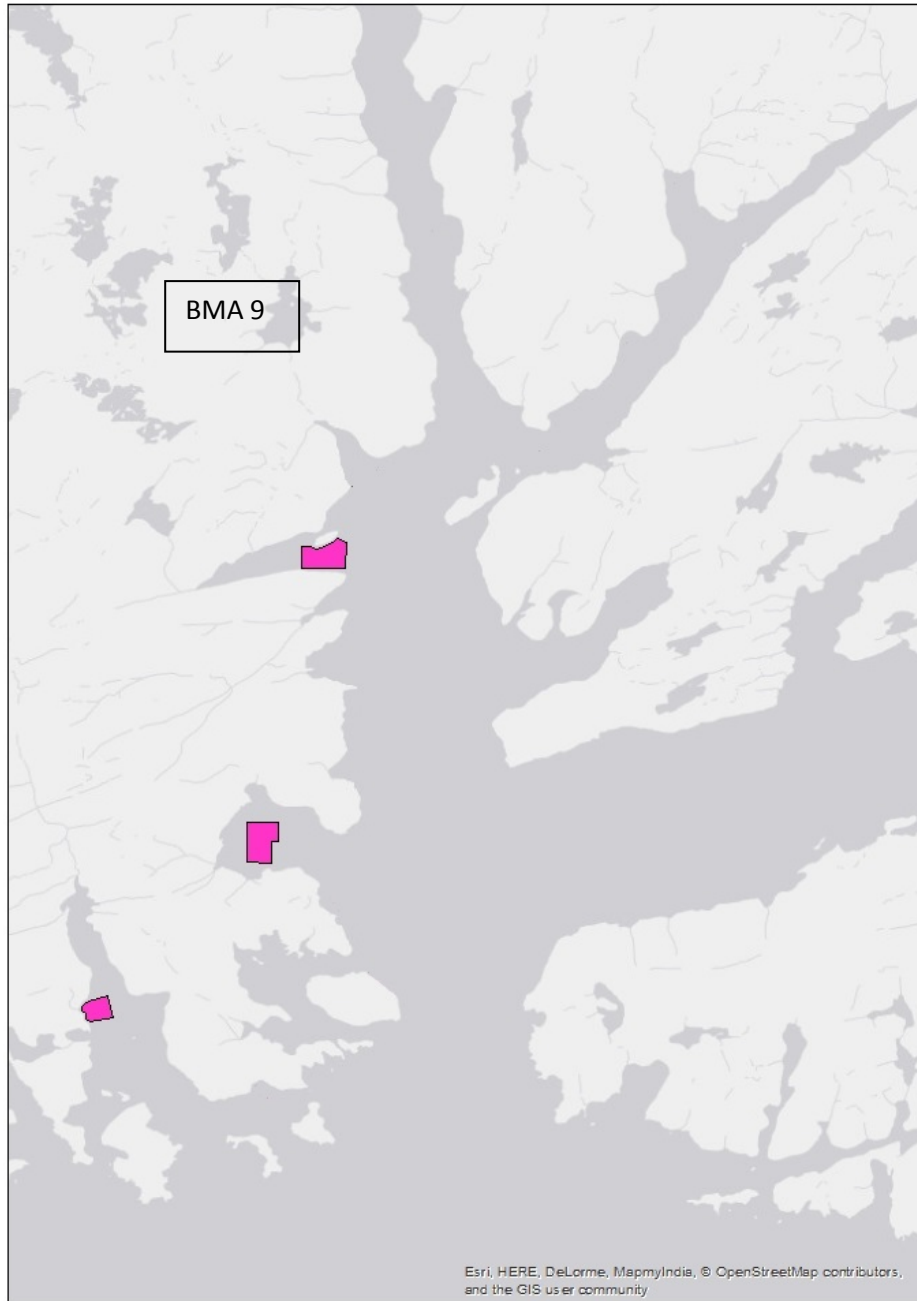 BMA 9
Esri, HERE, DeLorme, MapmyIndia, © OpenStreetMap contributors,
and the GIS user community